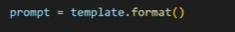 prompt = template.format()